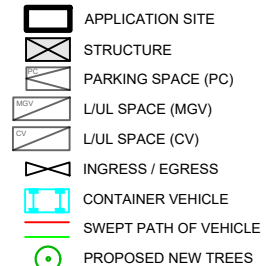 APPLICATION SITE
STRUCTURE
PC PARKING SPACE (PC)
MGV L/UL SPACE (MGV)
CV L/UL SPACE (CV)
INGRESS / EGRESS
CONTAINER VEHICLE
SWEPT PATH OF VEHICLE
PROPOSED NEW TREES